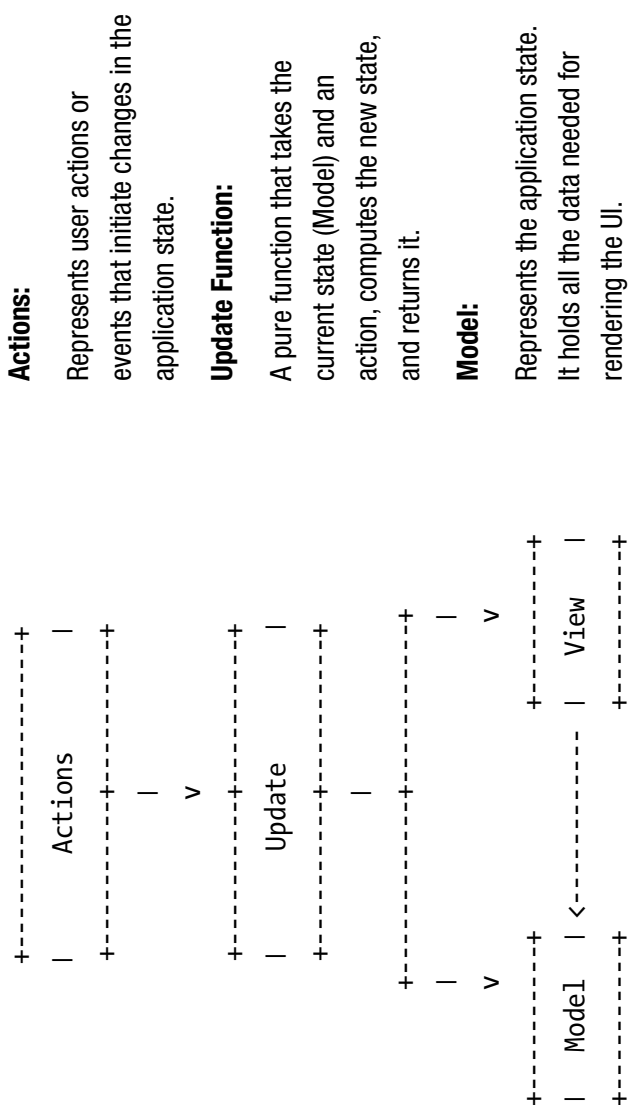 +--------------------+
|      Actions       |
+---------+----------+
          |
          v
+---------+----------+
|      Update        |
+---------+----------+
          |
+---------+----------+
|                    |
v                    v
+----------+          +----------+
|  Model   | <------------ |   View   |
+----------+          +----------+
Actions:
Represents user actions or
events that initiate changes in the
application state.
Update Function:
A pure function that takes the
current state (Model) and an
action, computes the new state,
and returns it.
Model:
Represents the application state.
It holds all the data needed for
rendering the UI.